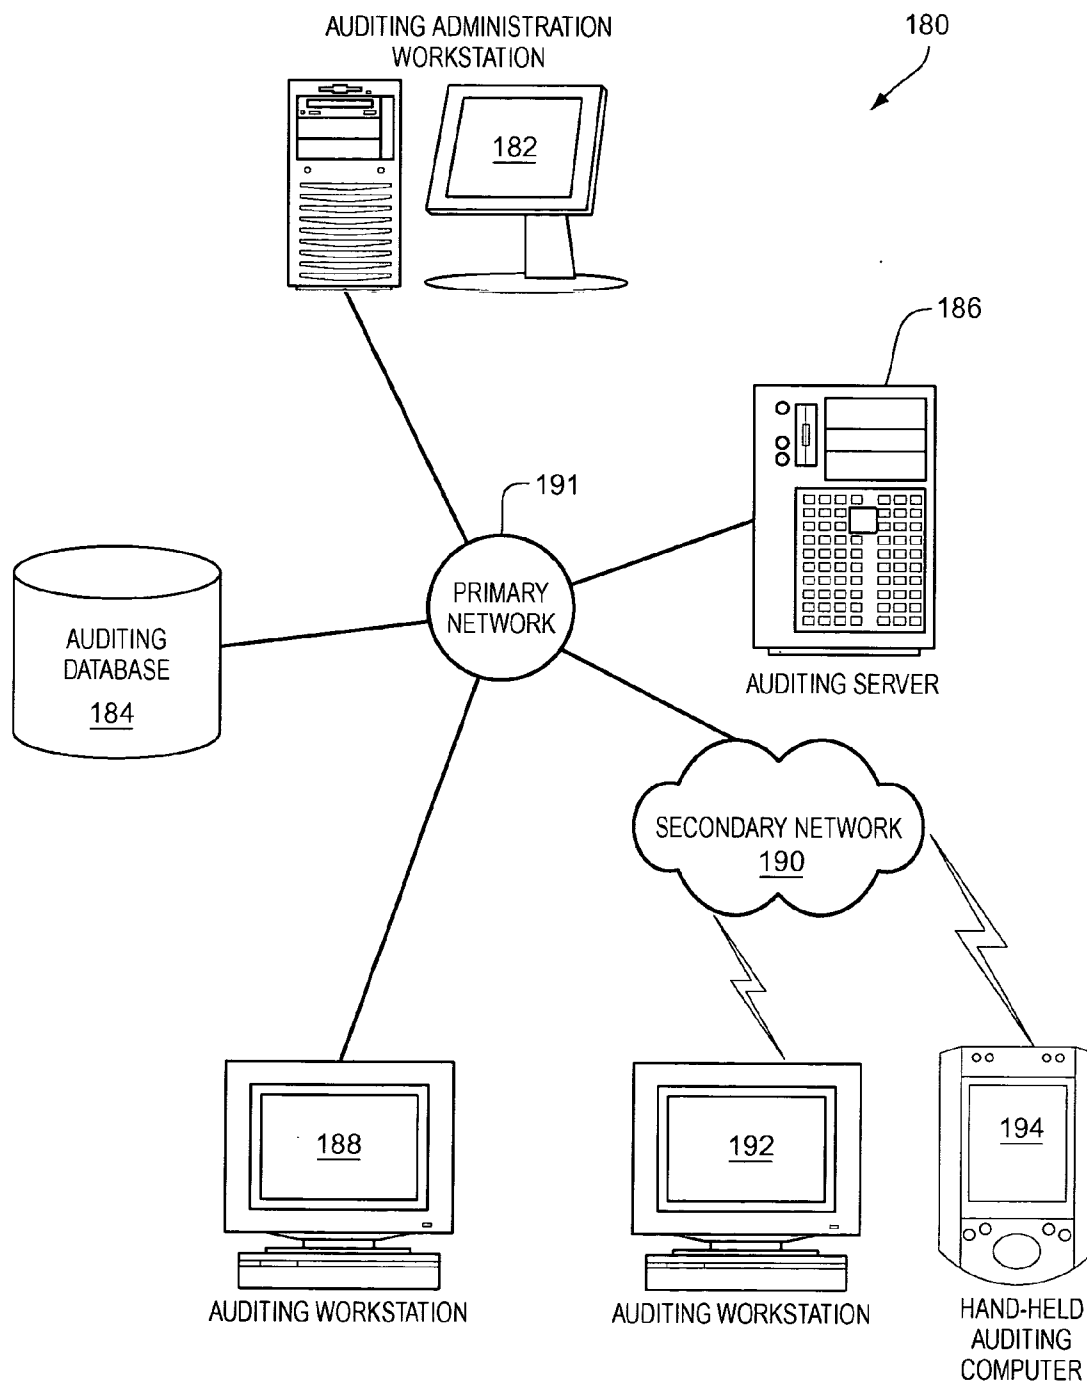 AUDITING ADMINISTRATION
WORKSTATION
180
182
186
191
PRIMARY
NETWORK
AUDITING
DATABASE
184
AUDITING SERVER
SECONDARY NETWORK
190
188
192
194
AUDITING WORKSTATION
AUDITING WORKSTATION
HAND-HELD
AUDITING
COMPUTER